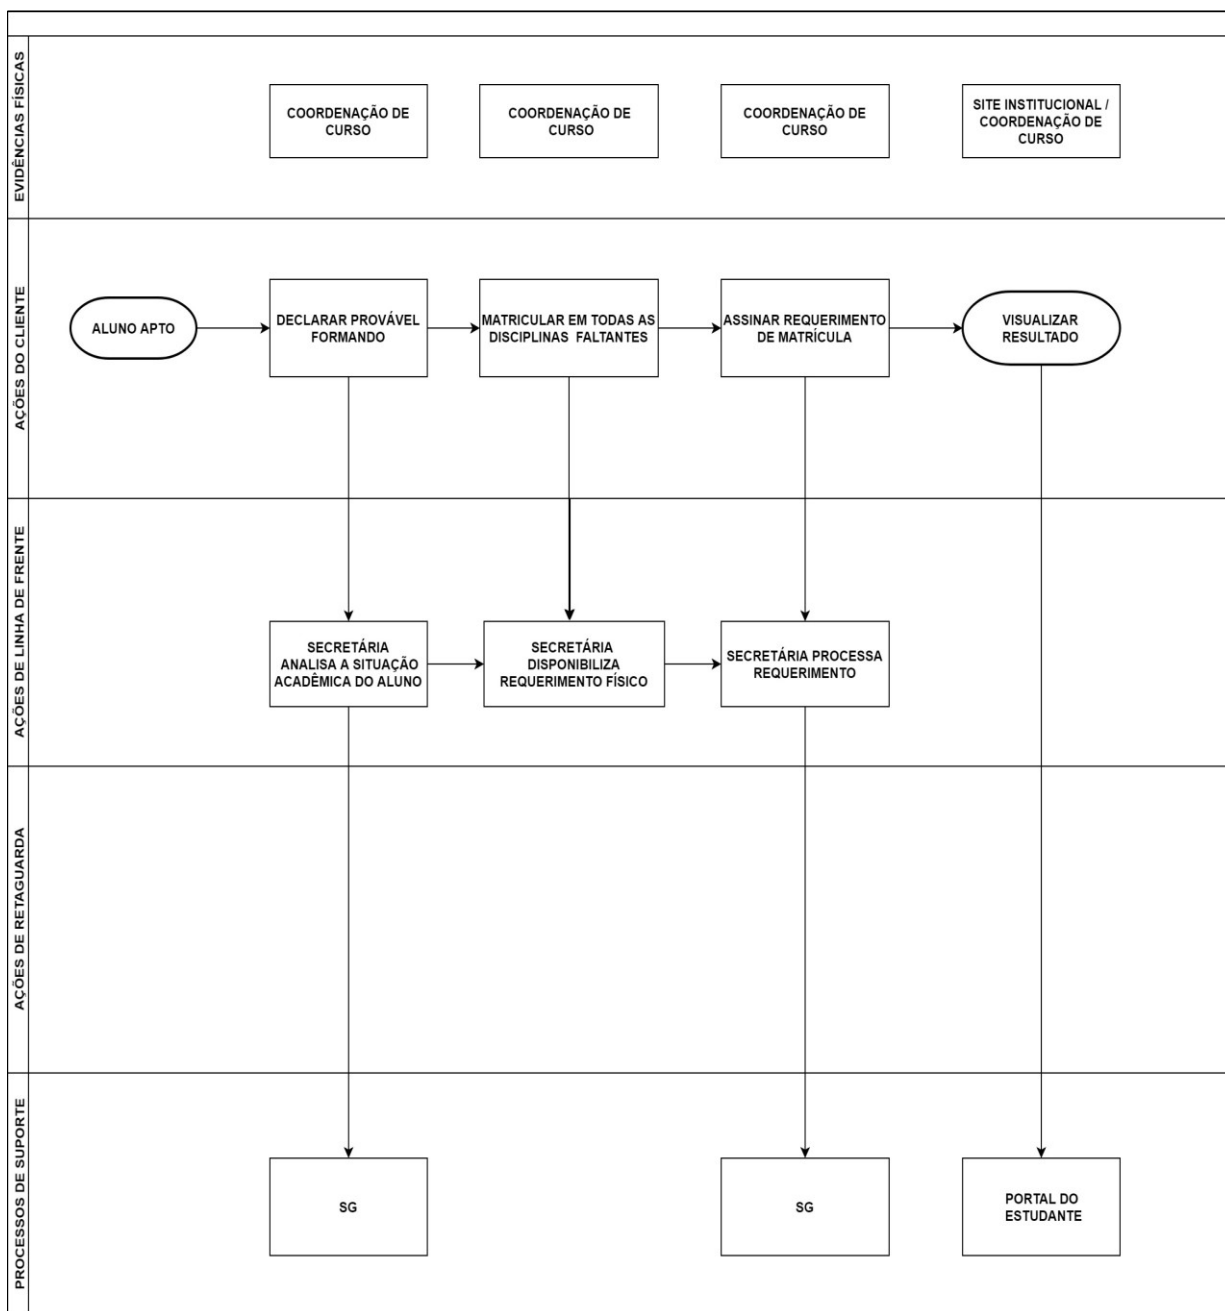 EVIDÊNCIAS FÍSICAS
COORDENAÇÃO DE
CURSO
COORDENAÇÃO DE
CURSO
COORDENAÇÃO DE
CURSO
SITE INSTITUCIONAL /
COORDENAÇÃO DE
CURSO
AÇÕES DO CLIENTE
ALUNO APTO
DECLARAR PROVÁVEL
FORMANDO
MATRICULAR EM TODAS AS
DISCIPLINAS FALTANTES
ASSINAR REQUERIMENTO
DE MATRÍCULA
VISUALIZAR
RESULTADO
AÇÕES DE LINHA DE FRENTE
SECRETÁRIA
ANALISA A SITUAÇÃO
ACADÊMICA DO ALUNO
SECRETÁRIA
DISPONIBILIZA
REQUERIMENTO FÍSICO
SECRETÁRIA PROCESSA
REQUERIMENTO
AÇÕES DE RETAGUARDA
PROCESSOS DE SUPORTE
SG
SG
PORTAL DO
ESTUDANTE